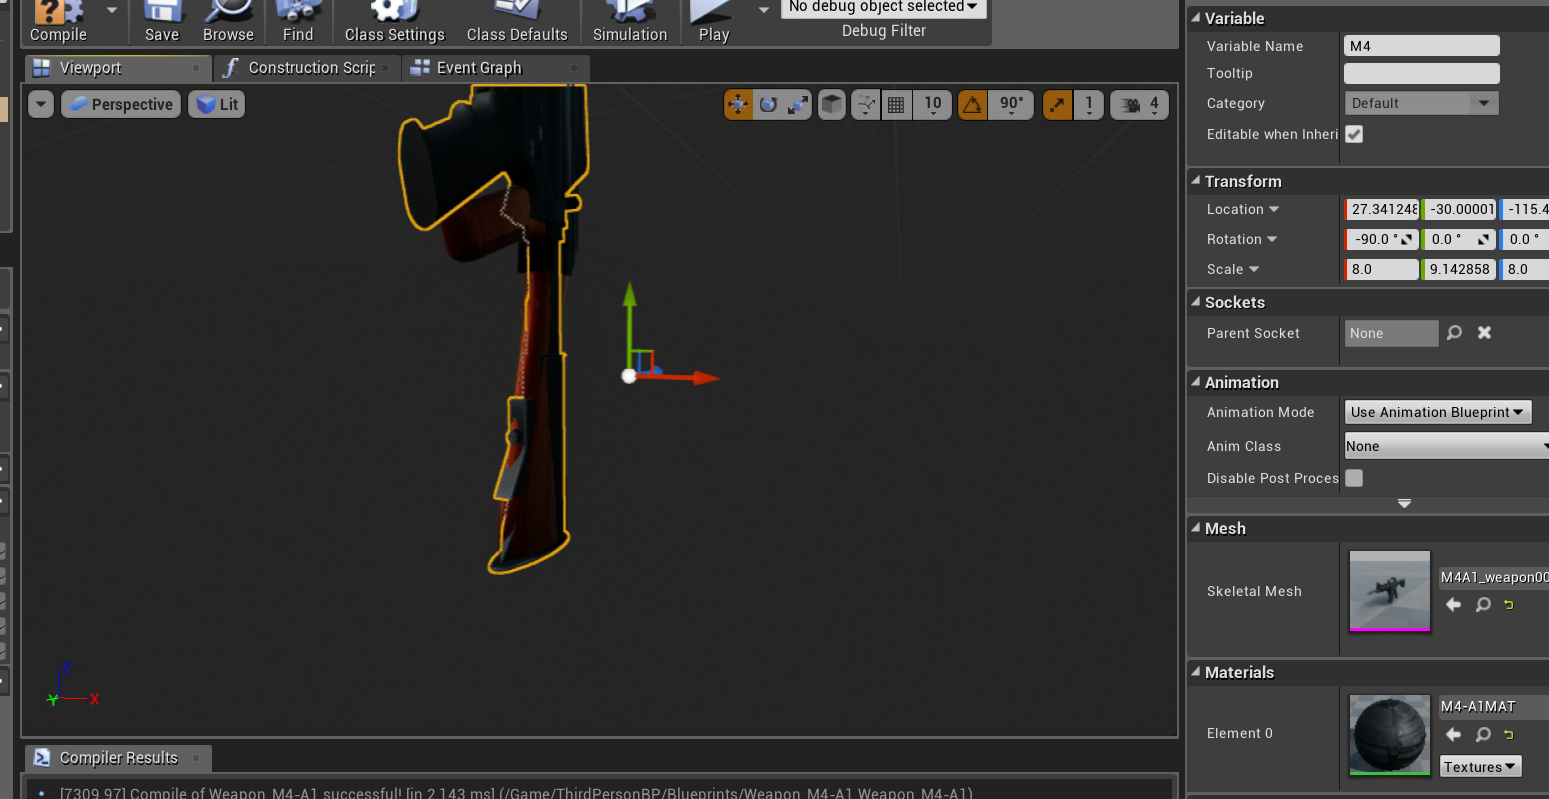 Compile
Save
Browse
Find
Class Settings
Class Defaults
Simulation
Play
No debug object selected
Debug Filter
Viewport
Construction Scrip
Event Graph
Perspective
Lit
10
90°
1
4
Z
Y
X
Compiler Results
[7309.97] Compile of Weapon_M4-A1 successful! [in 2,143 ms] (/Game/ThirdPersonBP/Blueprints/Weapon_M4-A1.Weapon_M4-A1)
Variable
Variable Name M4
Tooltip
Category Default
Editable when Inheri
Transform
Location 27.341248 -30.00001 -115.4
Rotation -90.0 ° 0.0 ° 0.0 °
Scale 8.0 9.142858 8.0
Sockets
Parent Socket None
Animation
Animation Mode Use Animation Blueprint
Anim Class None
Disable Post Proces
Mesh
Skeletal Mesh M4A1_weapon00
Materials
Element 0 M4-A1MAT
Textures